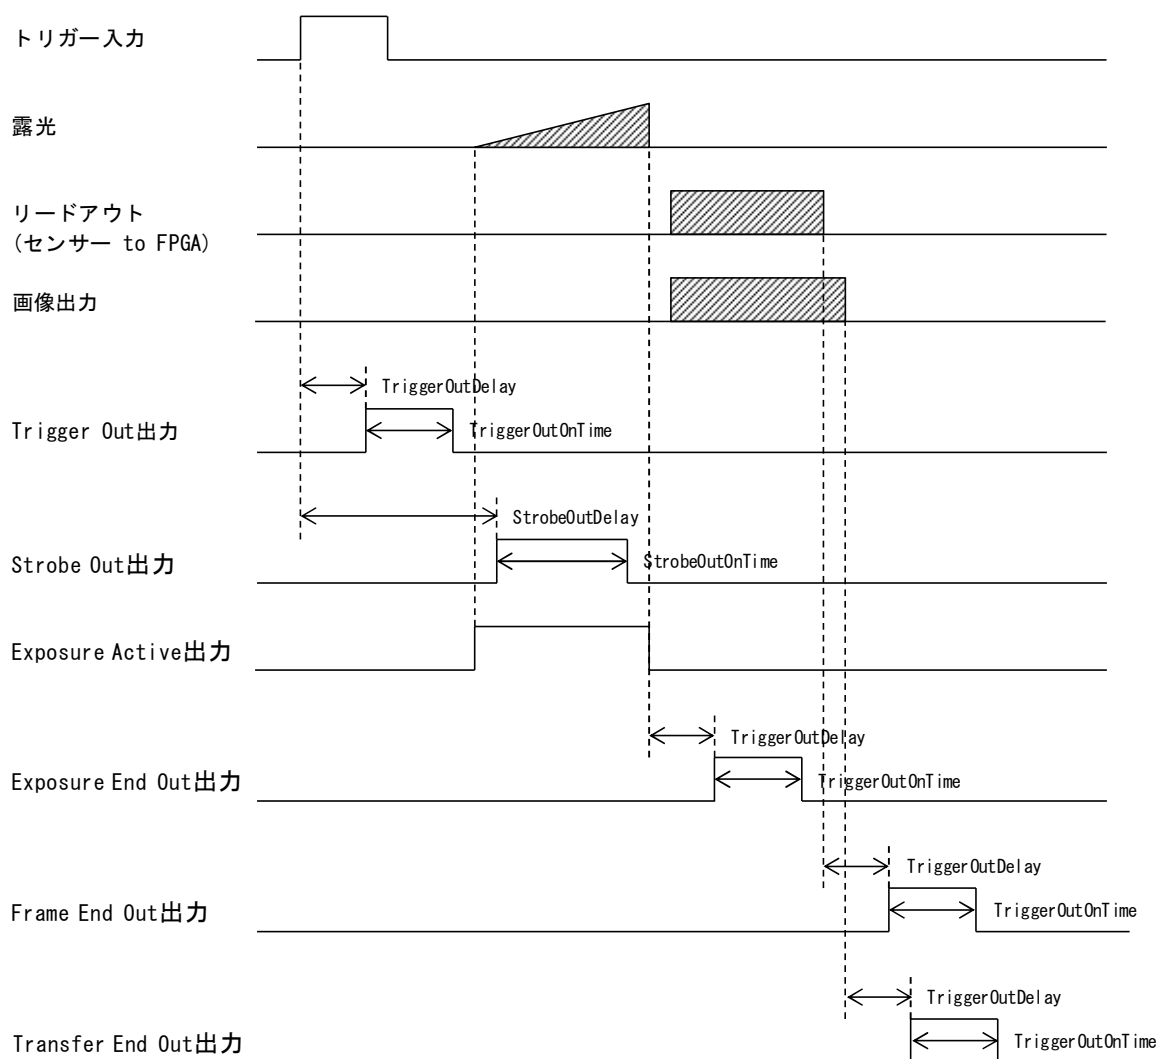 トリガー入力
露光
リードアウト
(センサー to FPGA)
画像出力
TriggerOutDelay
Trigger Out出力
TriggerOutOnTime
StrobeOutDelay
Strobe Out出力
StrobeOutOnTime
Exposure Active出力
TriggerOutDelay
Exposure End Out出力
TriggerOutOnTime
TriggerOutDelay
Frame End Out出力
TriggerOutOnTime
TriggerOutDelay
Transfer End Out出力
TriggerOutOnTime